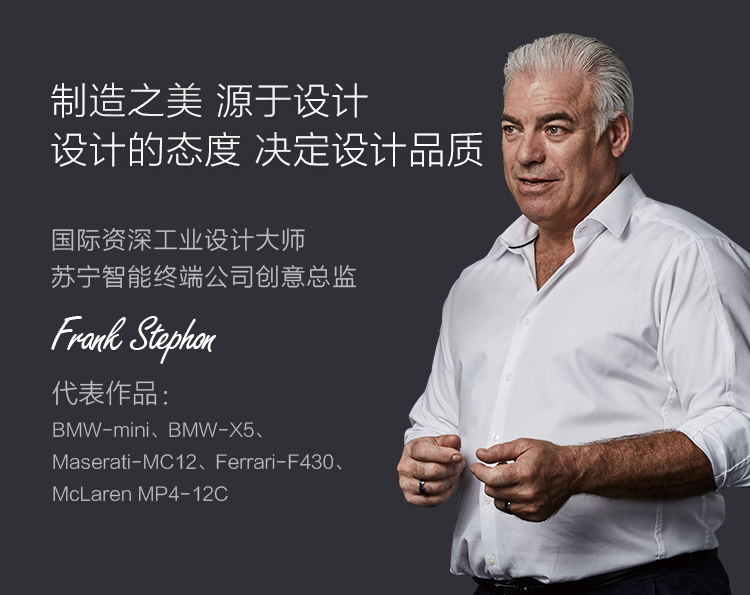 制造之美 源于设计
设计的态度 决定设计品质
国际资深工业设计大师
苏宁智能终端公司创意总监
Frank Stephon
代表作品：
BMW-mini、BMW-X5、
Maserati-MC12、Ferrari-F430、
McLaren MP4-12C